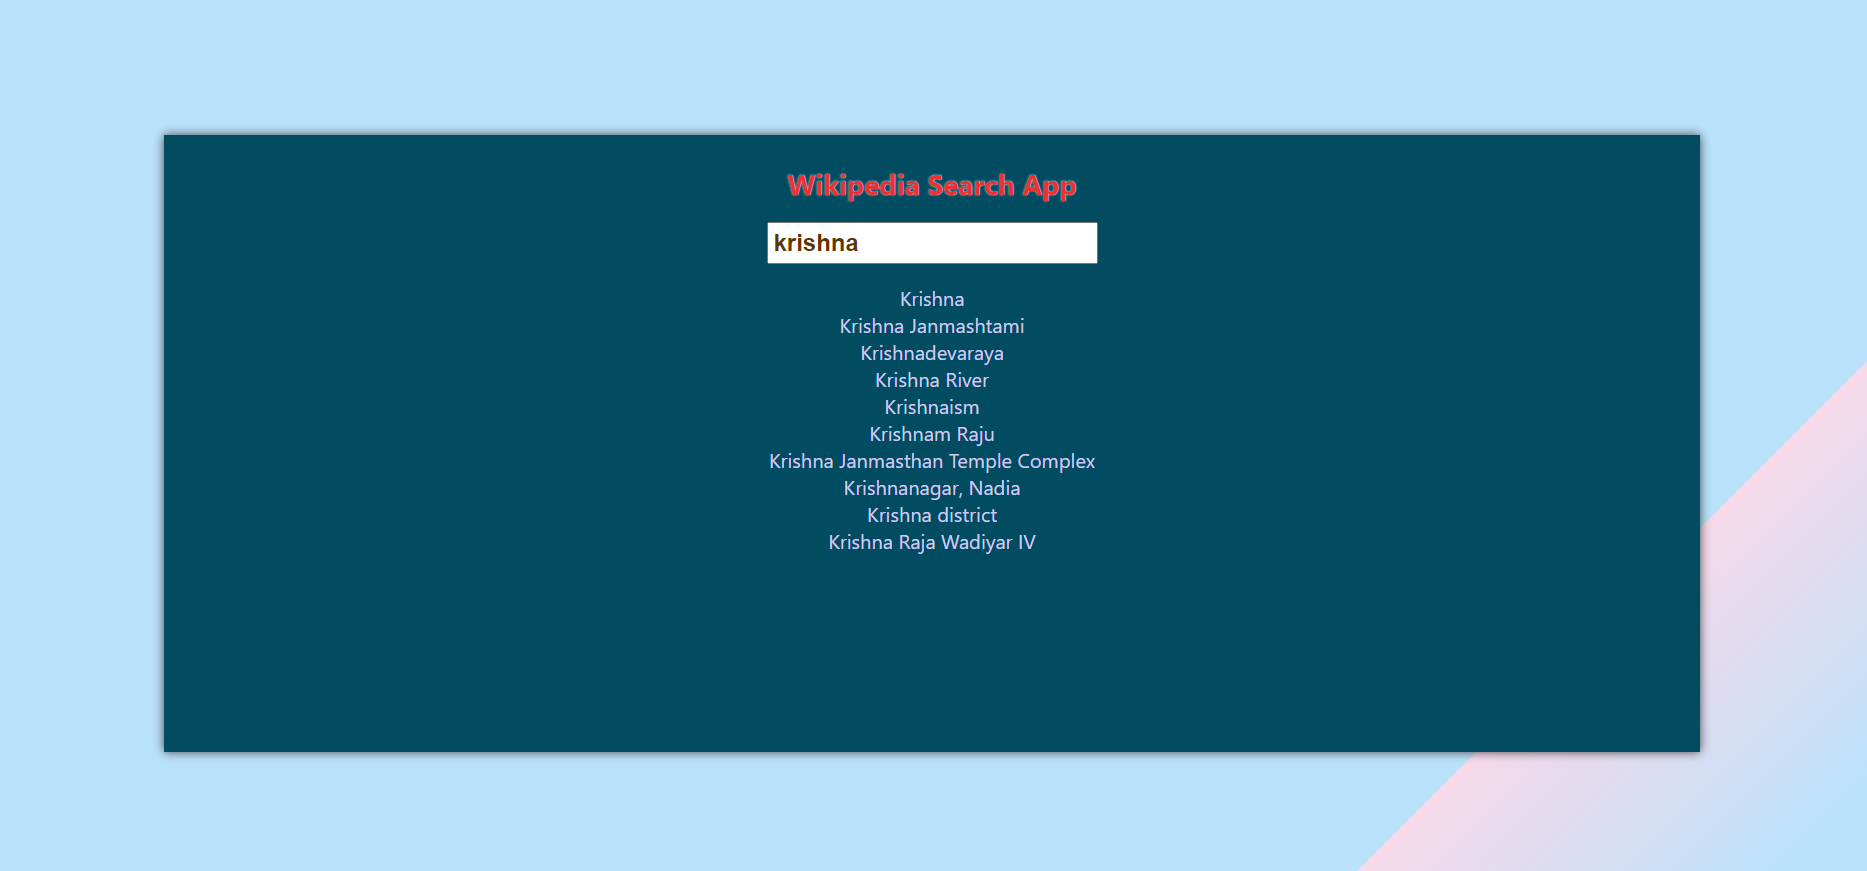 Wikipedia Search App
krishna
Krishna
Krishna Janmashtami
Krishnadevaraya
Krishna River
Krishnaism
Krishnam Raju
Krishna Janmasthan Temple Complex
Krishnanagar, Nadia
Krishna district
Krishna Raja Wadiyar IV